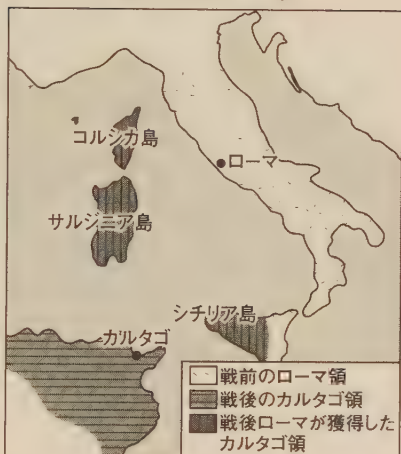 コルシカ島
ローマ
サルジニア島
シチリア島
カルタゴ
戦前のローマ領
戦後のカルタゴ領
戦後ローマが獲得した
カルタゴ領